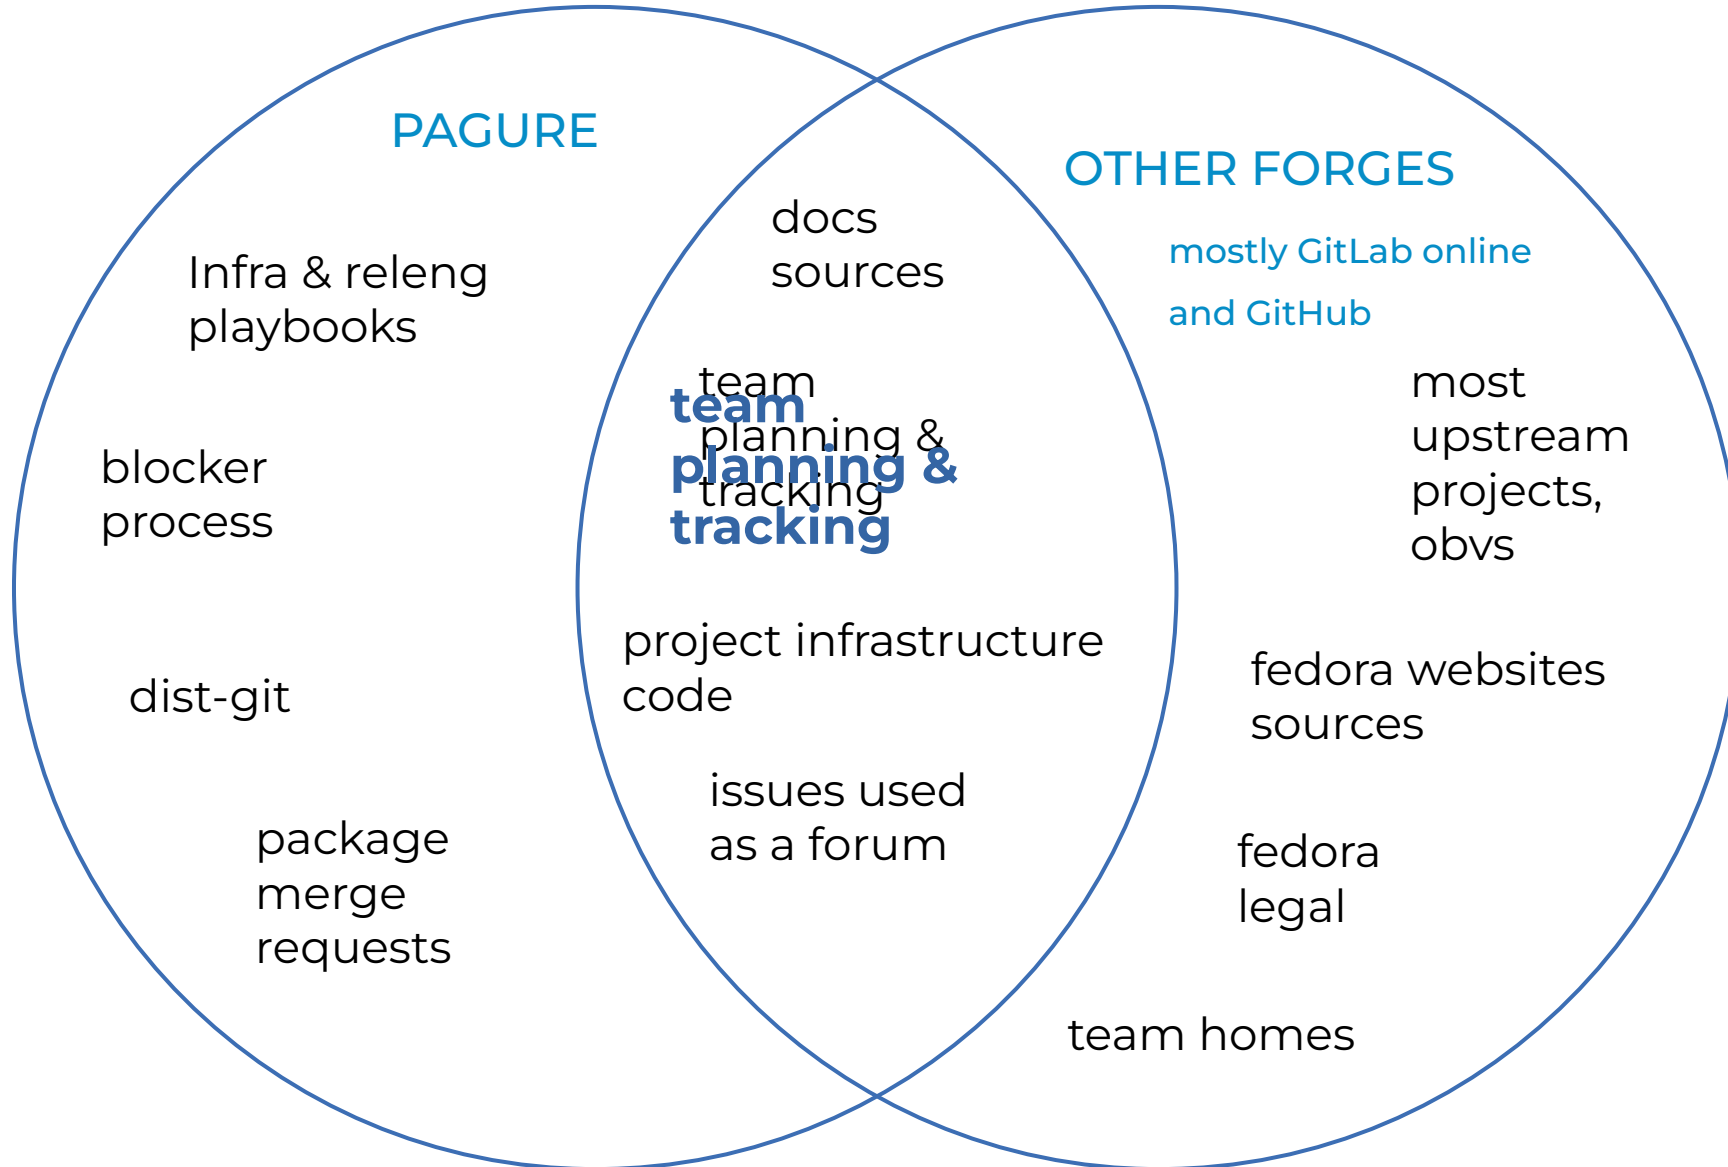 PAGURE
Infra & releng
playbooks
blocker
process
dist-git
package
merge
requests
docs
sources
team
planning &
tracking
team
planning &
tracking
project infrastructure
code
issues used
as a forum
OTHER FORGES
mostly GitLab online
and GitHub
most
upstream
projects,
obvs
fedora websites
sources
fedora
legal
team homes